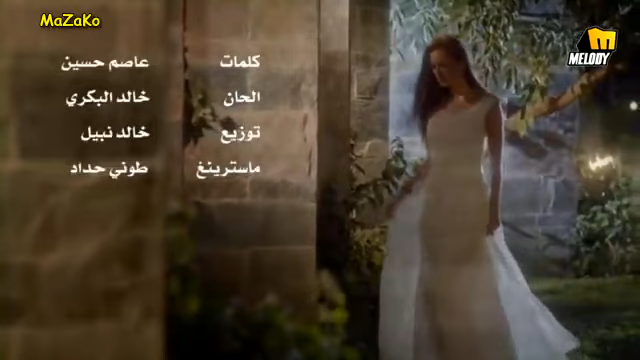 MaZaKo
MELODY
كلمات عاصم حسين
الحان خالد البكري
توزيع خالد نبيل
ماسترينغ طوني حداد